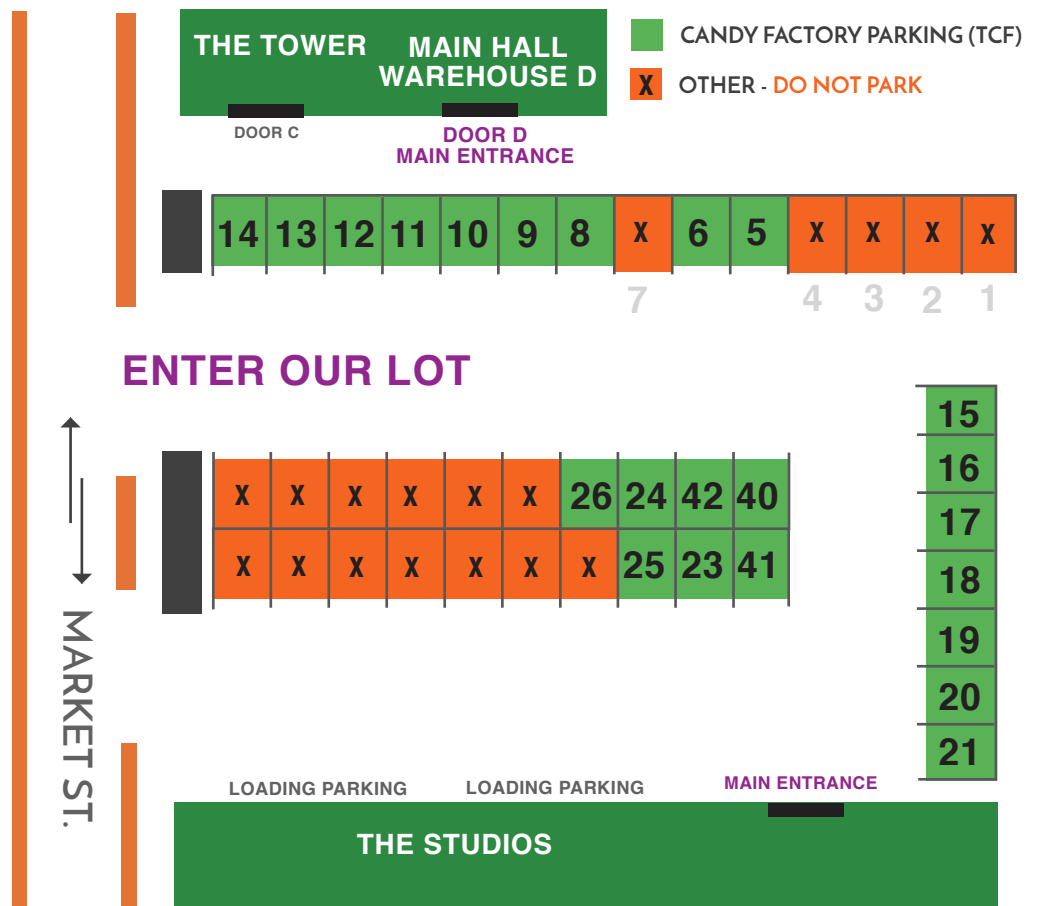 THE TOWER
MAIN HALL
WAREHOUSE D
CANDY FACTORY PARKING (TCF)
X OTHER - DO NOT PARK
DOOR C
DOOR D
MAIN ENTRANCE
14 13 12 11 10 9 8 X 6 5 X X X X
7 4 3 2 1
ENTER OUR LOT
15
16
17
18
19
20
21
X X X X X X 26 24 42 40
X X X X X X X 25 23 41
MARKET ST.
LOADING PARKING
LOADING PARKING
MAIN ENTRANCE
THE STUDIOS